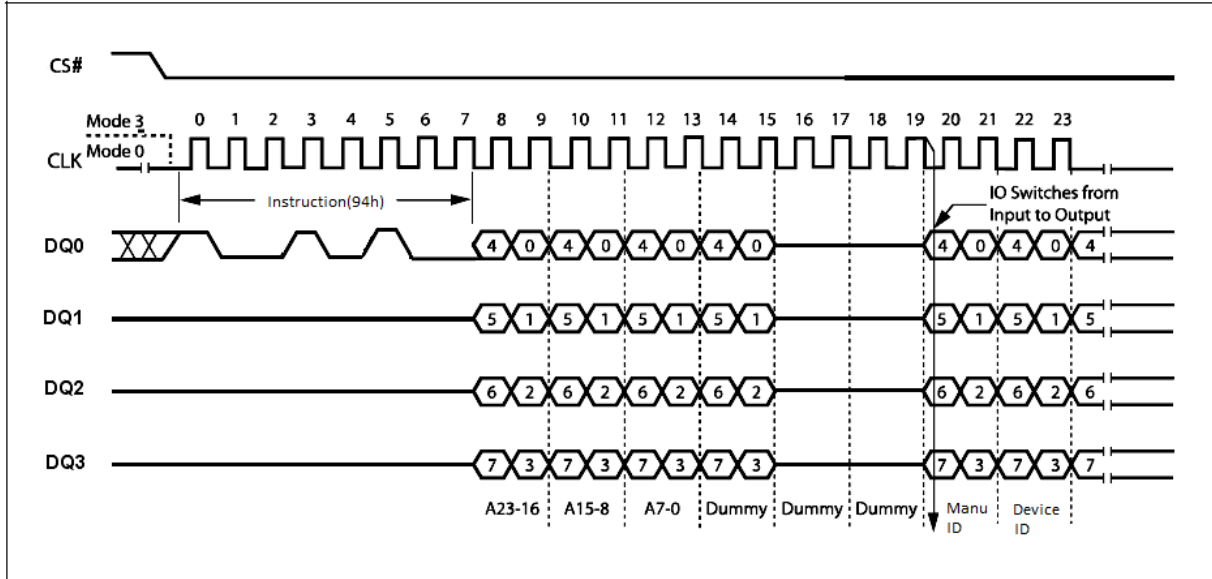 CS#
Mode 3
0 1 2 3 4 5 6 7 8 9 10 11 12 13 14 15 16 17 18 19 20 21 22 23
Mode 0
CLK
Instruction(94h)
IO Switches from
Input to Output
DQ0
4 0 4 0 4 0 4 0 4 0 4 0 4
DQ1
5 1 5 1 5 1 5 1 5 1 5 1 5
DQ2
6 2 6 2 6 2 6 2 6 2 6 2 6
DQ3
7 3 7 3 7 3 7 3 7 3 7 3 7
A23-16 A15-8 A7-0 Dummy Dummy Dummy Manu Device
ID ID